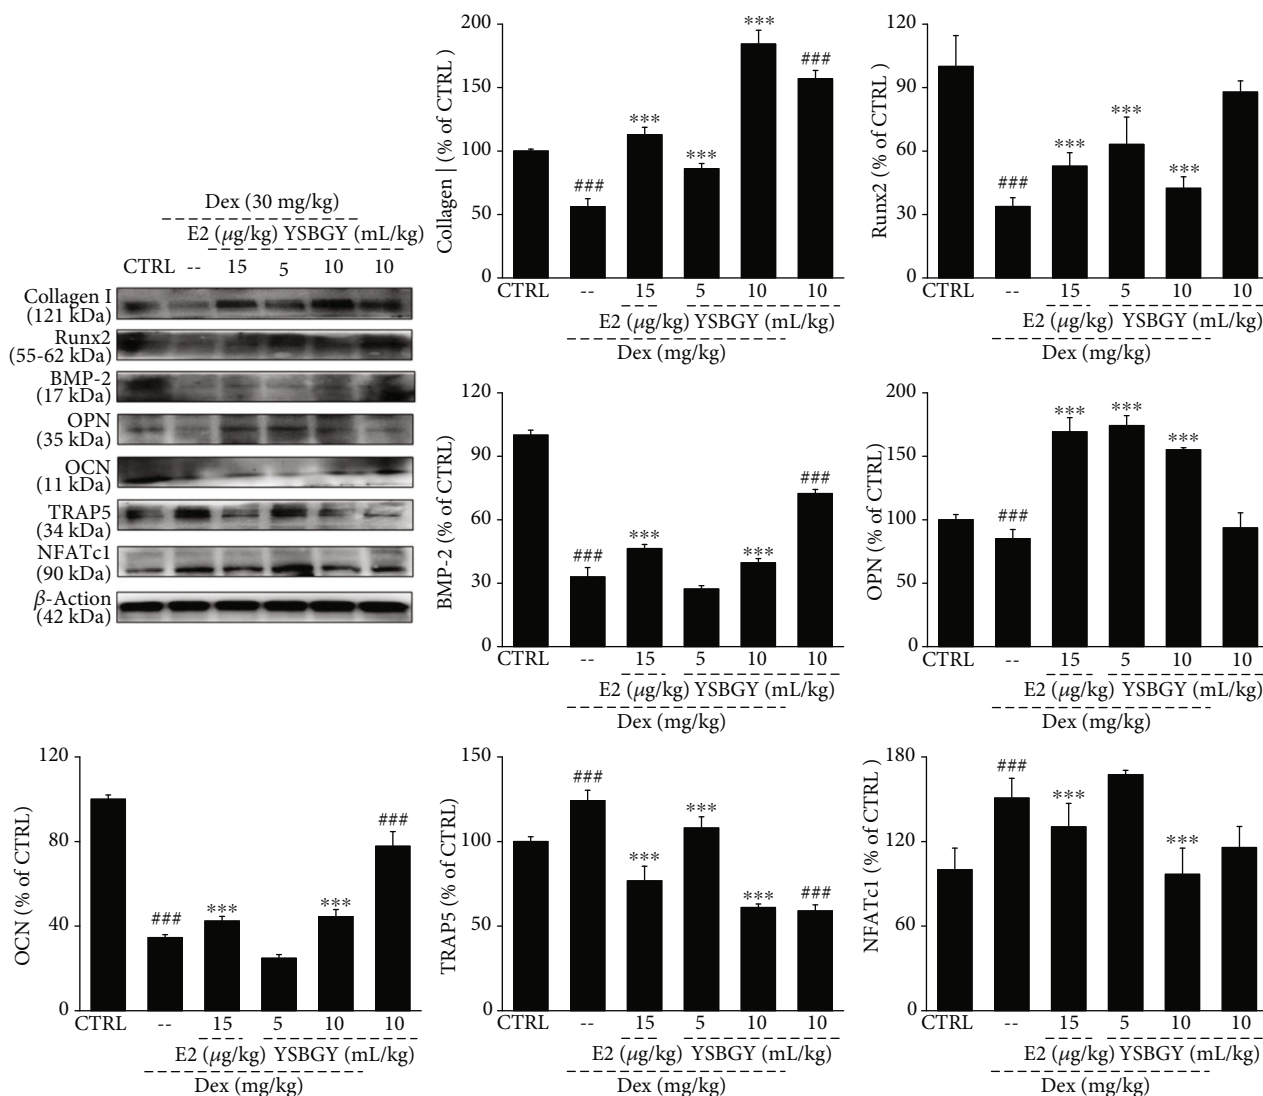 Dex (30 mg/kg)
E2 (μg/kg) YSBGY (mL/kg)
CTRL -- 15 5 10 10
Collagen I
(121 kDa)
Runx2
(55-62 kDa)
BMP-2
(17 kDa)
OPN
(35 kDa)
OCN
(11 kDa)
TRAP5
(34 kDa)
NFATc1
(90 kDa)
β-Action
(42 kDa)
Collagen | (% of CTRL )
200
150
100
50
0
### *** *** *** ###
CTRL -- 15 5 10 10
E2 (μg/kg) YSBGY (mL/kg)
Dex (mg/kg)
Runx2 (% of CTRL )
120
90
60
30
0
### *** *** ***
CTRL -- 15 5 10 10
E2 (μg/kg) YSBGY (mL/kg)
Dex (mg/kg)
BMP-2 (% of CTRL)
120
90
60
30
0
### *** *** ###
CTRL -- 15 5 10 10
E2 (μg/kg) YSBGY (mL/kg)
Dex (mg/kg)
OPN (% of CTRL)
200
150
100
50
0
### *** *** ***
CTRL -- 15 5 10 10
E2 (μg/kg) YSBGY (mL/kg)
Dex (mg/kg)
OCN (% of CTRL)
120
80
40
0
### *** *** ###
CTRL -- 15 5 10 10
E2 (μg/kg) YSBGY (mL/kg)
Dex (mg/kg)
TRAP5 (% of CTRL)
150
100
50
0
### *** *** *** ###
CTRL -- 15 5 10 10
E2 (μg/kg) YSBGY (mL/kg)
Dex (mg/kg)
NFATc1 (% of CTRL )
180
120
60
0
### *** ***
CTRL -- 15 5 10 10
E2 (μg/kg) YSBGY (mL/kg)
Dex (mg/kg)